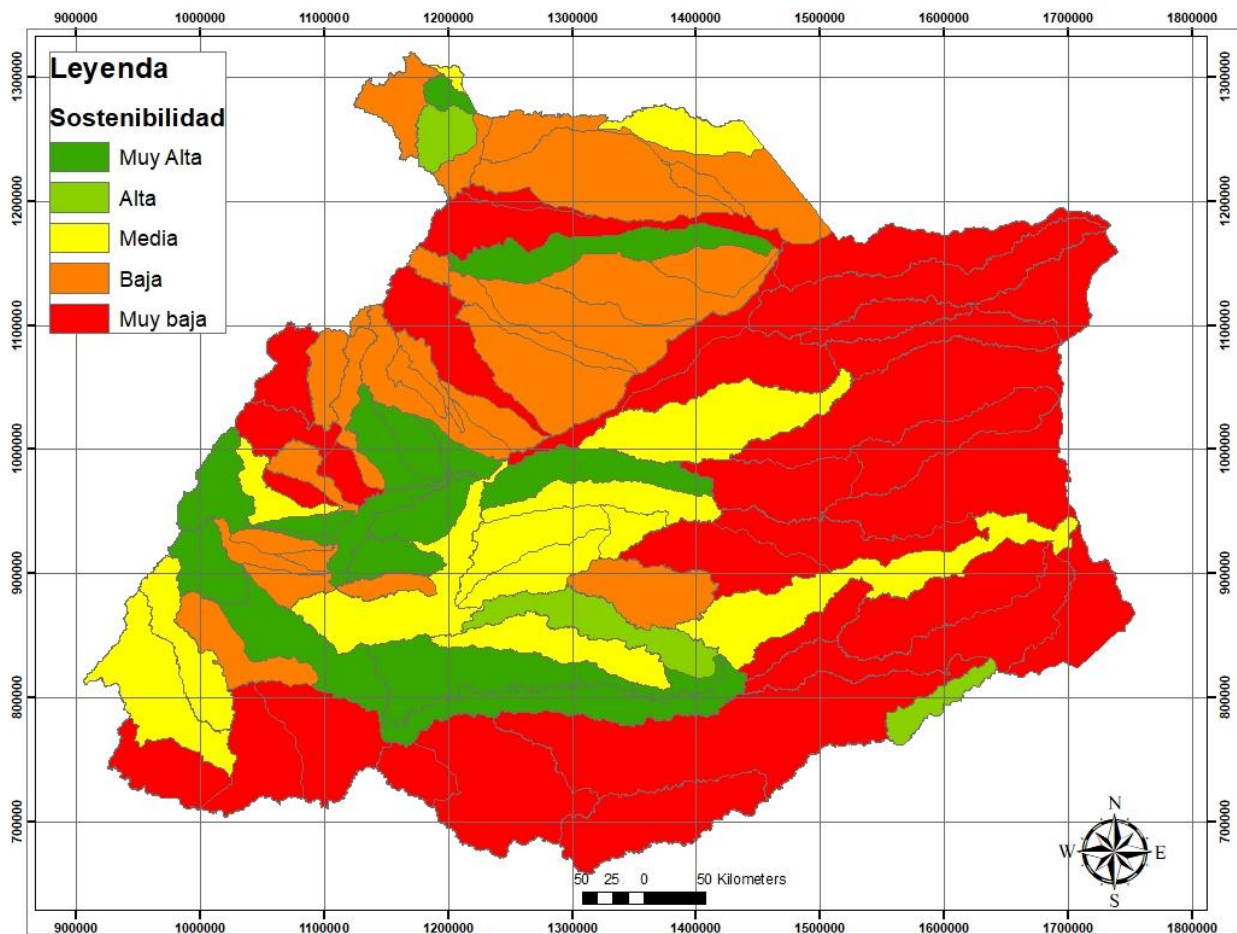 900000 1000000 1100000 1200000 1300000 1400000 1500000 1600000 1700000 1800000
Leyenda
Sostenibilidad
Muy Alta
Alta
Media
Baja
Muy baja
1300000 1300000
1200000 1200000
1100000 1100000
1000000 1000000
900000 900000
800000 800000
700000 700000
N
W E
S
50 25 0 50 Kilometers
900000 1000000 1100000 1200000 1300000 1400000 1500000 1600000 1700000 1800000